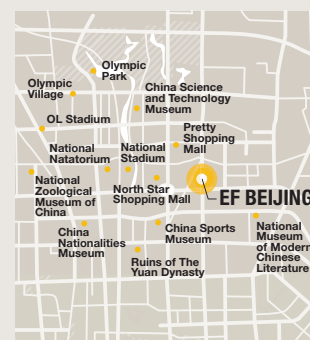 Olympic
Park
Olympic
Village
China Science
and Technology
Museum
OL Stadium
Pretty
Shopping
Mall
National
Natatorium
National
Stadium
National
Zoological
Museum of
China
North Star
Shopping Mall
EF BEIJING
China
Nationalities
Museum
China Sports
Museum
National
Museum
of Modern
Chinese
Literature
Ruins of The
Yuan Dynasty